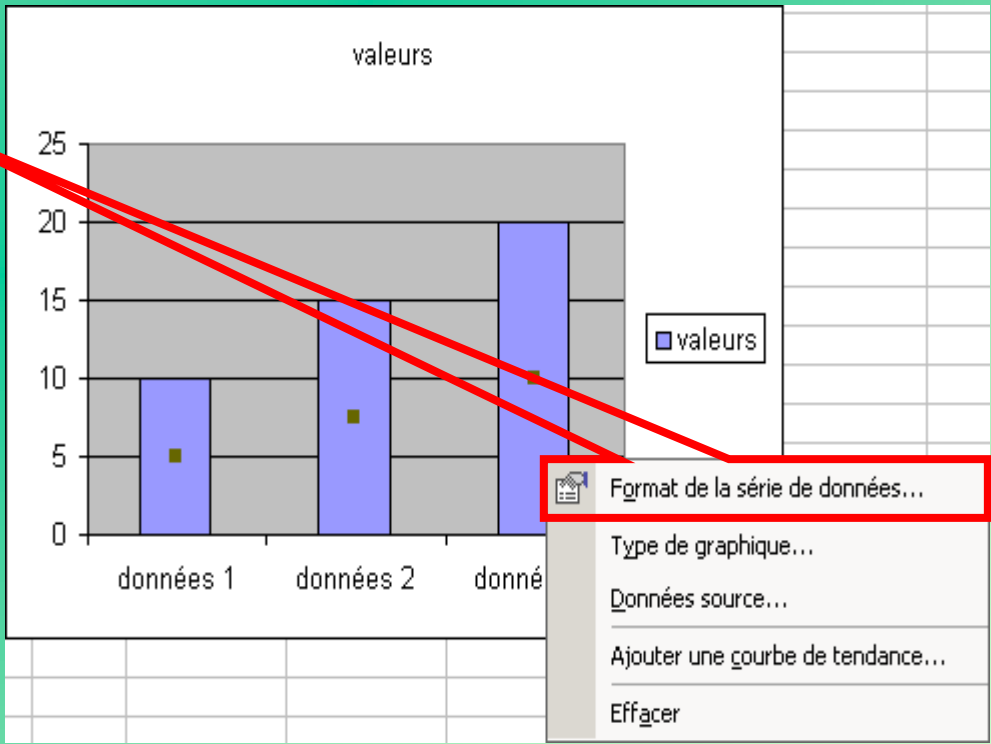 valeurs
25
20
15
10
5
0
données 1 données 2 donné
valeurs
Format de la série de données...
Type de graphique...
Données source...
Ajouter une courbe de tendance...
Effacer